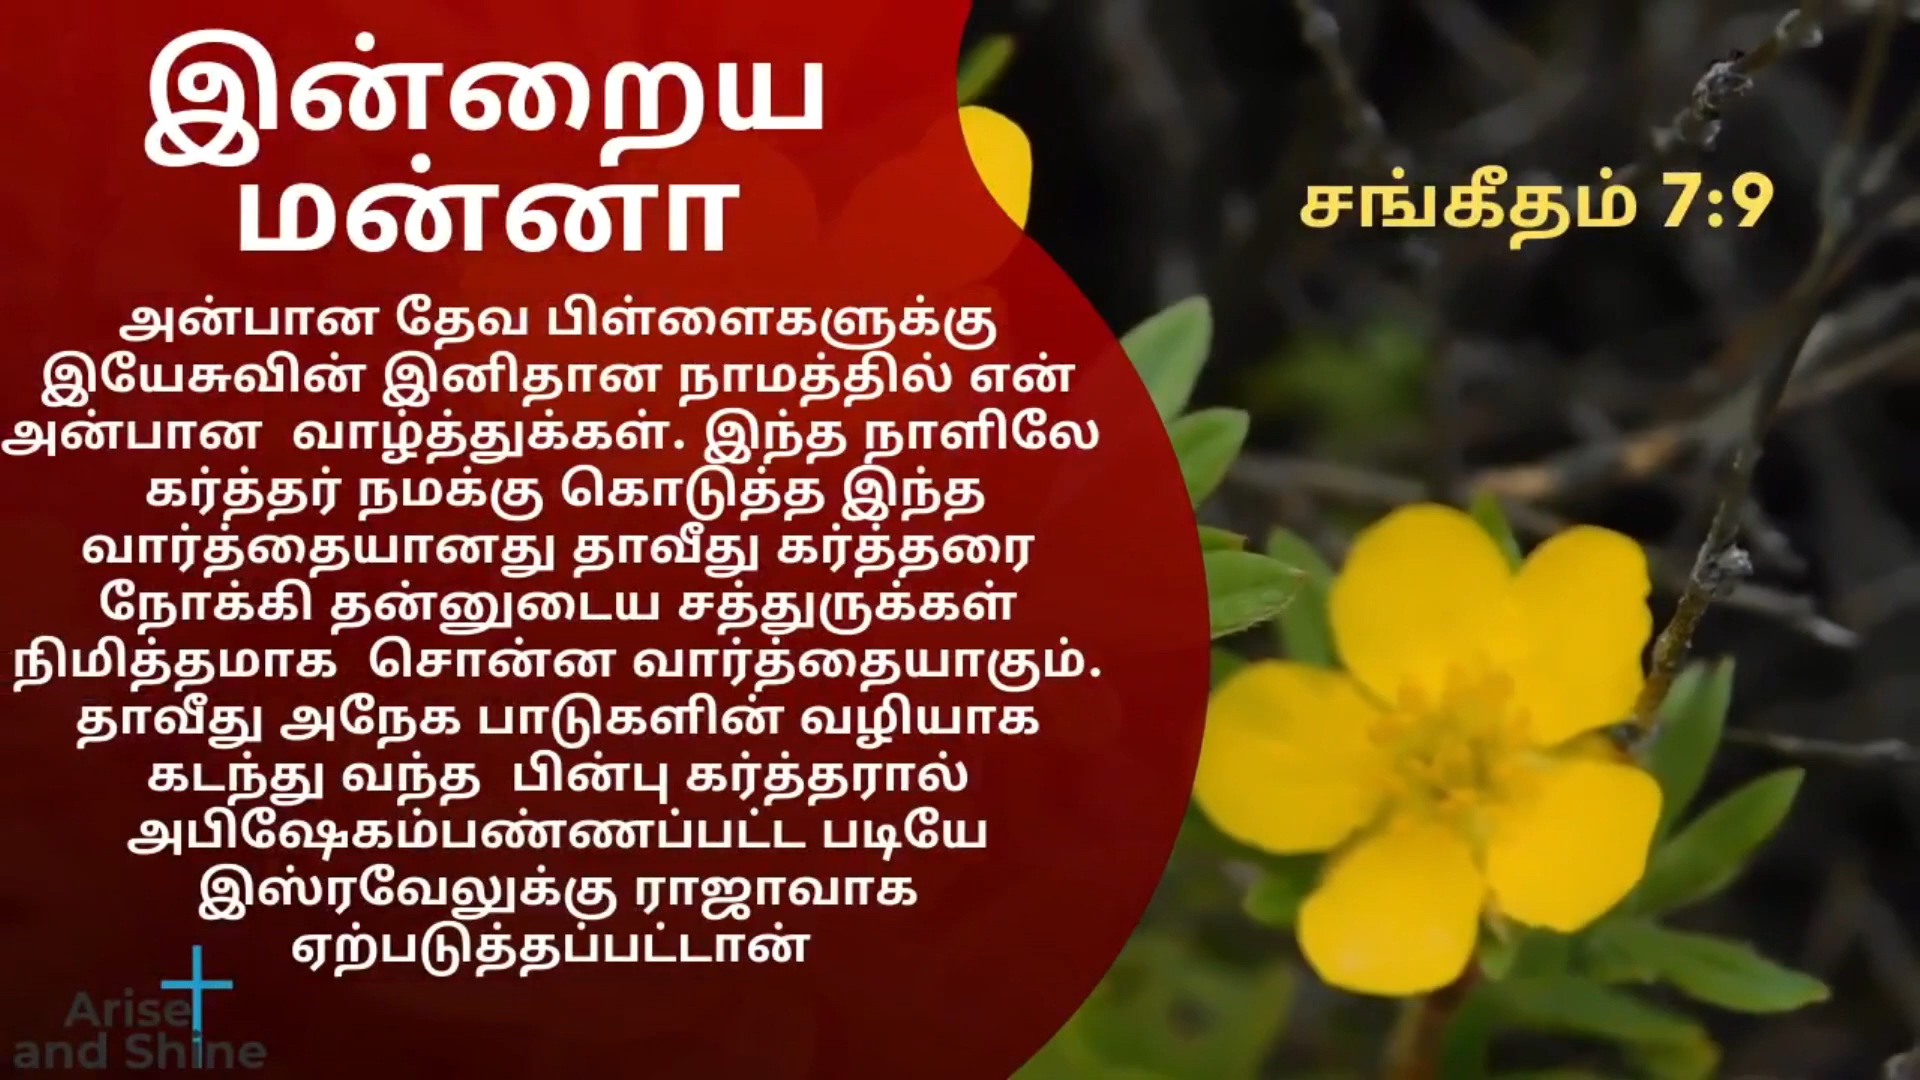 இன்றைய
மன்னா
சங்கீதம் 7:9
அன்பான தேவ பிள்ளைகளுக்கு
இயேசுவின் இனிதான நாமத்தில் என்
அன்பான வாழ்த்துக்கள். இந்த நாளிலே
கர்த்தர் நமக்கு கொடுத்த இந்த
வார்த்தையானது தாவீது கர்த்தரை
நோக்கி தன்னுடைய சத்துருக்கள்
நிமித்தமாக சொன்ன வார்த்தையாகும்.
தாவீது அநேக பாடுகளின் வழியாக
கடந்து வந்த பின்பு கர்த்தரால்
அபிஷேகம்பண்ணப்பட்ட படியே
இஸ்ரவேலுக்கு ராஜாவாக
ஏற்படுத்தப்பட்டான்
Arise
and Shine